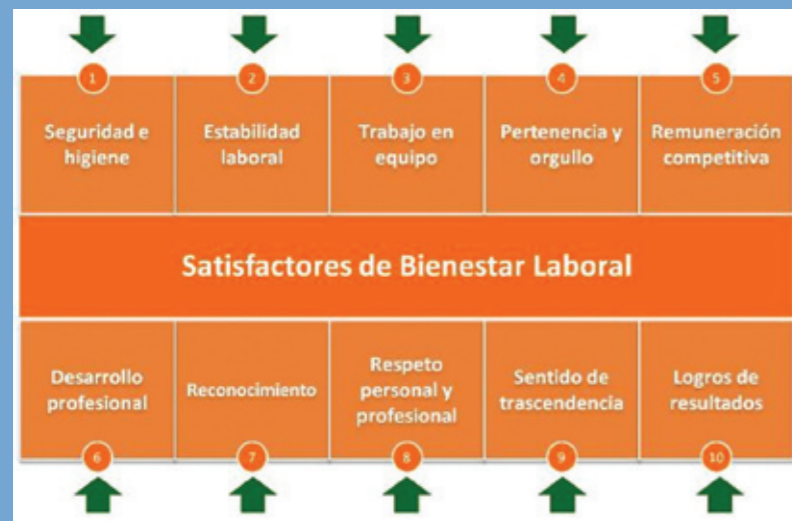 1
2
3
4
5
Seguridad e
higiene
Estabilidad
laboral
Trabajo en
equipo
Pertenencia y
orgullo
Remuneración
competitiva
Satisfactores de Bienestar Laboral
Desarrollo
profesional
Reconocimiento
Respeto
personal y
profesional
Sentido de
trascendencia
Logros de
resultados
6
7
8
9
10